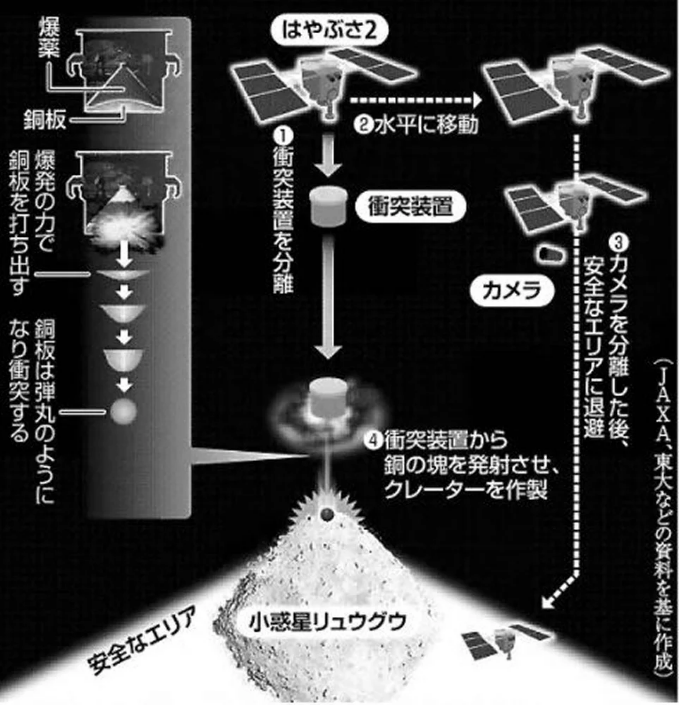 はやぶさ2
❶衝突装置を分離
❷水平に移動
衝突装置
カメラ
❸カメラを分離した後、
安全なエリアに退避
❹衝突装置から
銅の塊を発射させ、
クレーターを作製
小惑星リュウグウ
安全なエリア
爆薬
銅板
爆発の力で
銅板を打ち出す
銅板は弾丸のように
なり衝突する
（JAXA、東大などの資料を基に作成）